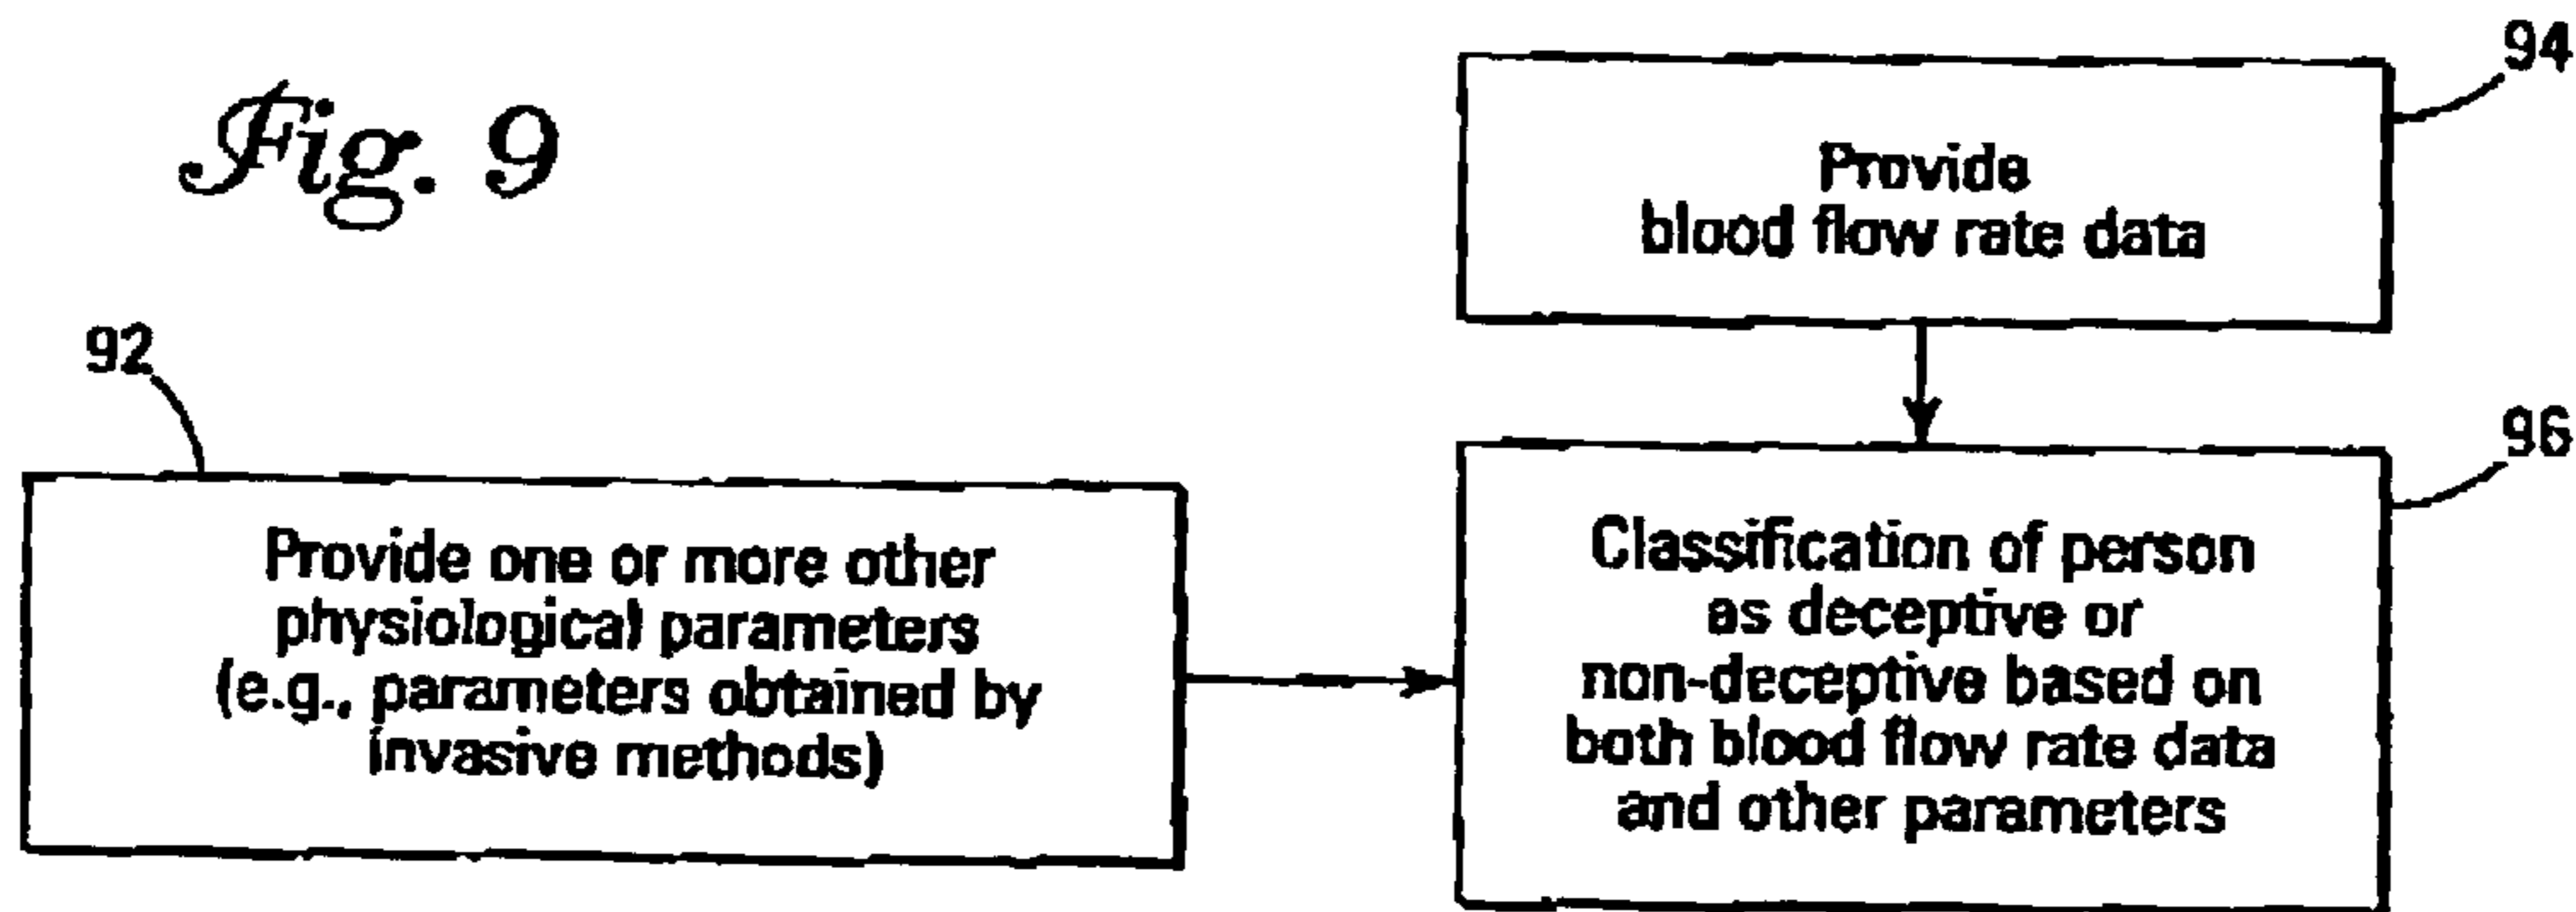 Fig. 9
94
Provide
blood flow rate data
92
Provide one or more other
physiological parameters
(e.g., parameters obtained by
invasive methods)
96
Classification of person
as deceptive or
non-deceptive based on
both blood flow rate data
and other parameters